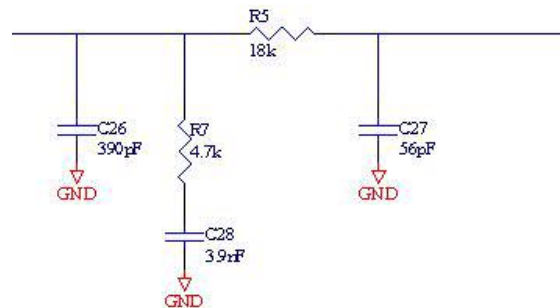 R5
18k
C26
390pF
GND
R7
4.7k
C28
3.9nF
GND
C27
56pF
GND